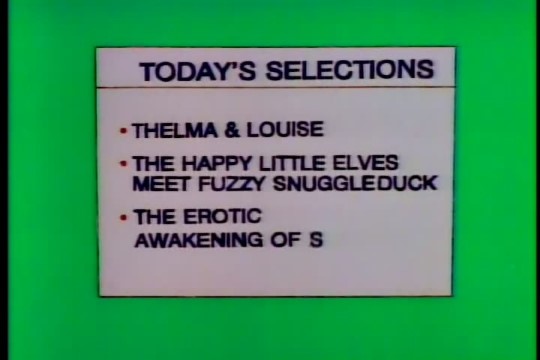 TODAY'S SELECTIONS
• THELMA & LOUISE
• THE HAPPY LITTLE ELVES
MEET FUZZY SNUGGLEDUCK
• THE EROTIC
AWAKENING OF S